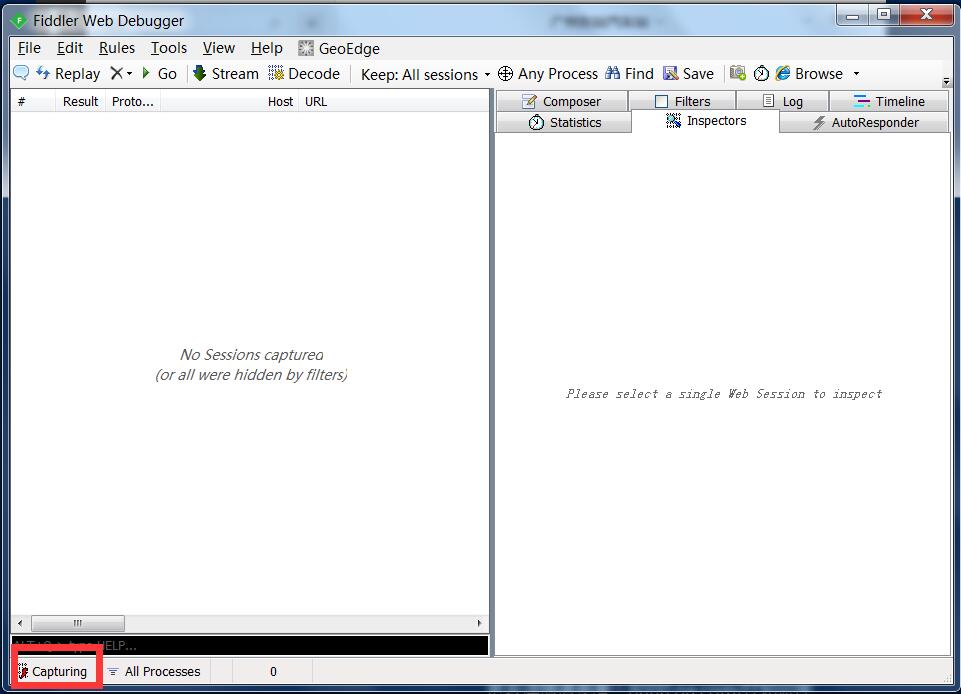 Fiddler Web Debugger
File Edit Rules Tools View Help GeoEdge
Replay Go Stream Decode Keep: All sessions Any Process Find Save Browse
# Result Proto... Host URL
Composer Filters Log Timeline
Statistics Inspectors AutoResponder
No Sessions captured
(or all were hidden by filters)
Please select a single Web Session to inspect
ALT+Q > type HELP...
Capturing All Processes 0